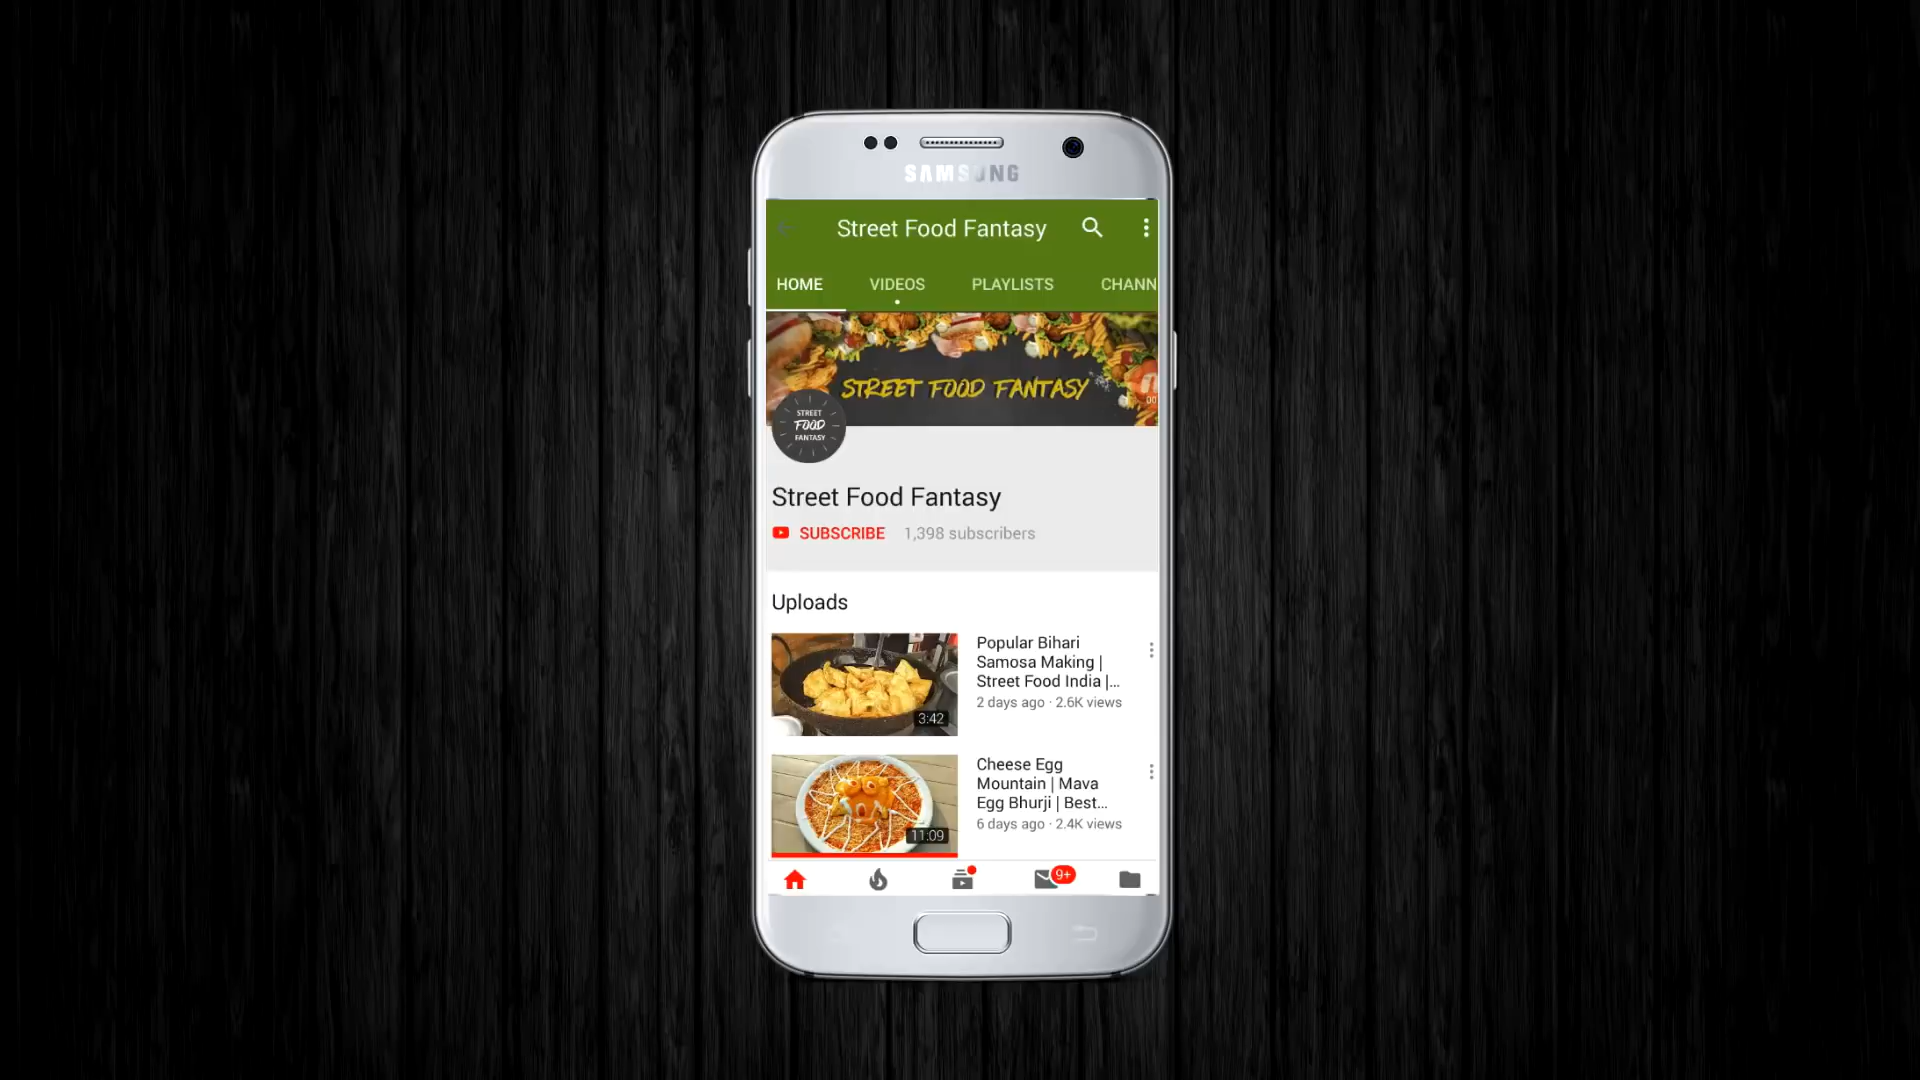 SAMSUNG
Street Food Fantasy
HOME VIDEOS PLAYLISTS CHANN
STREET FOOD FANTASY
00
STREET
FOOD
FANTASY
Street Food Fantasy
SUBSCRIBE 1,398 subscribers
Uploads
Popular Bihari
Samosa Making |
Street Food India |...
2 days ago · 2.6K views
3:42
Cheese Egg
Mountain | Mava
Egg Bhurji | Best...
6 days ago · 2.4K views
11:09
9+